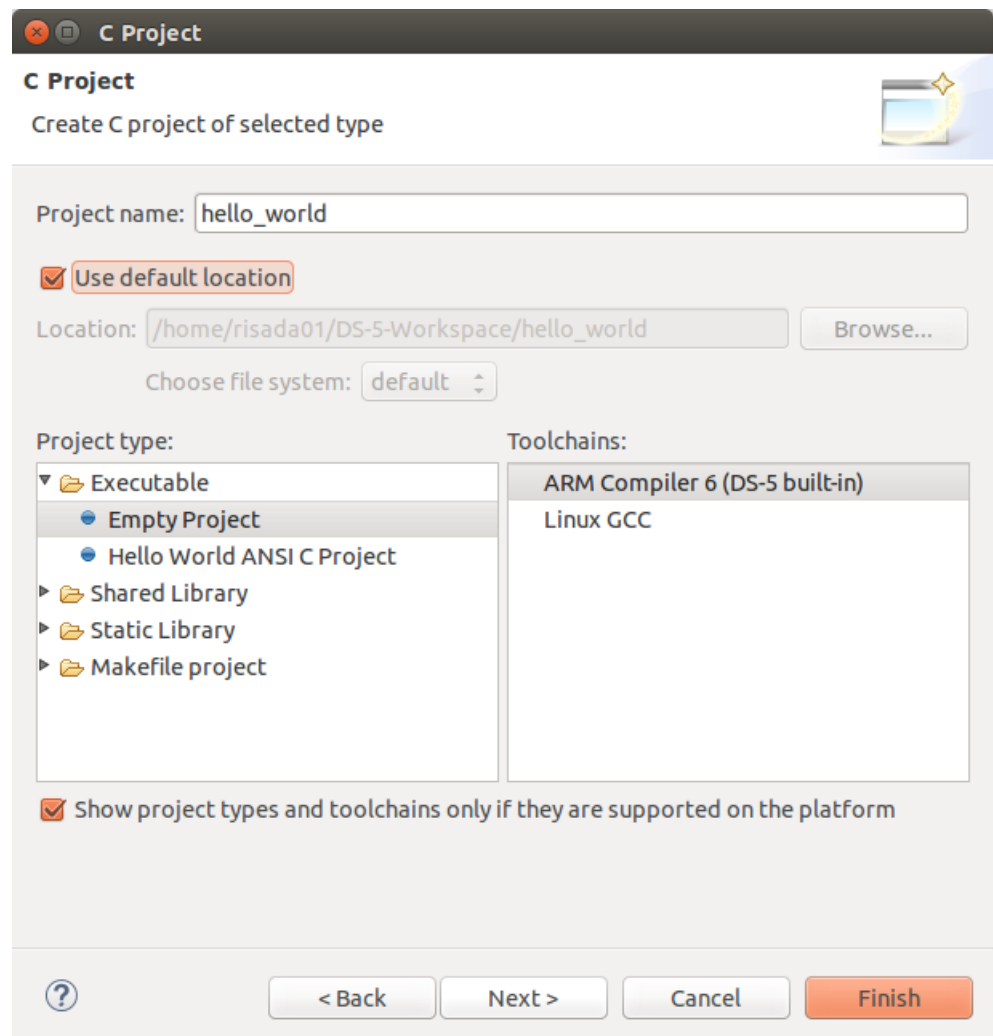 C Project
C Project
Create C project of selected type
Project name: hello_world
Use default location
Location: /home/risada01/DS-5-Workspace/hello_world Browse...
Choose file system: default
Project type:
Executable
Empty Project
Hello World ANSI C Project
Shared Library
Static Library
Makefile project
Toolchains:
ARM Compiler 6 (DS-5 built-in)
Linux GCC
Show project types and toolchains only if they are supported on the platform
? < Back Next > Cancel Finish